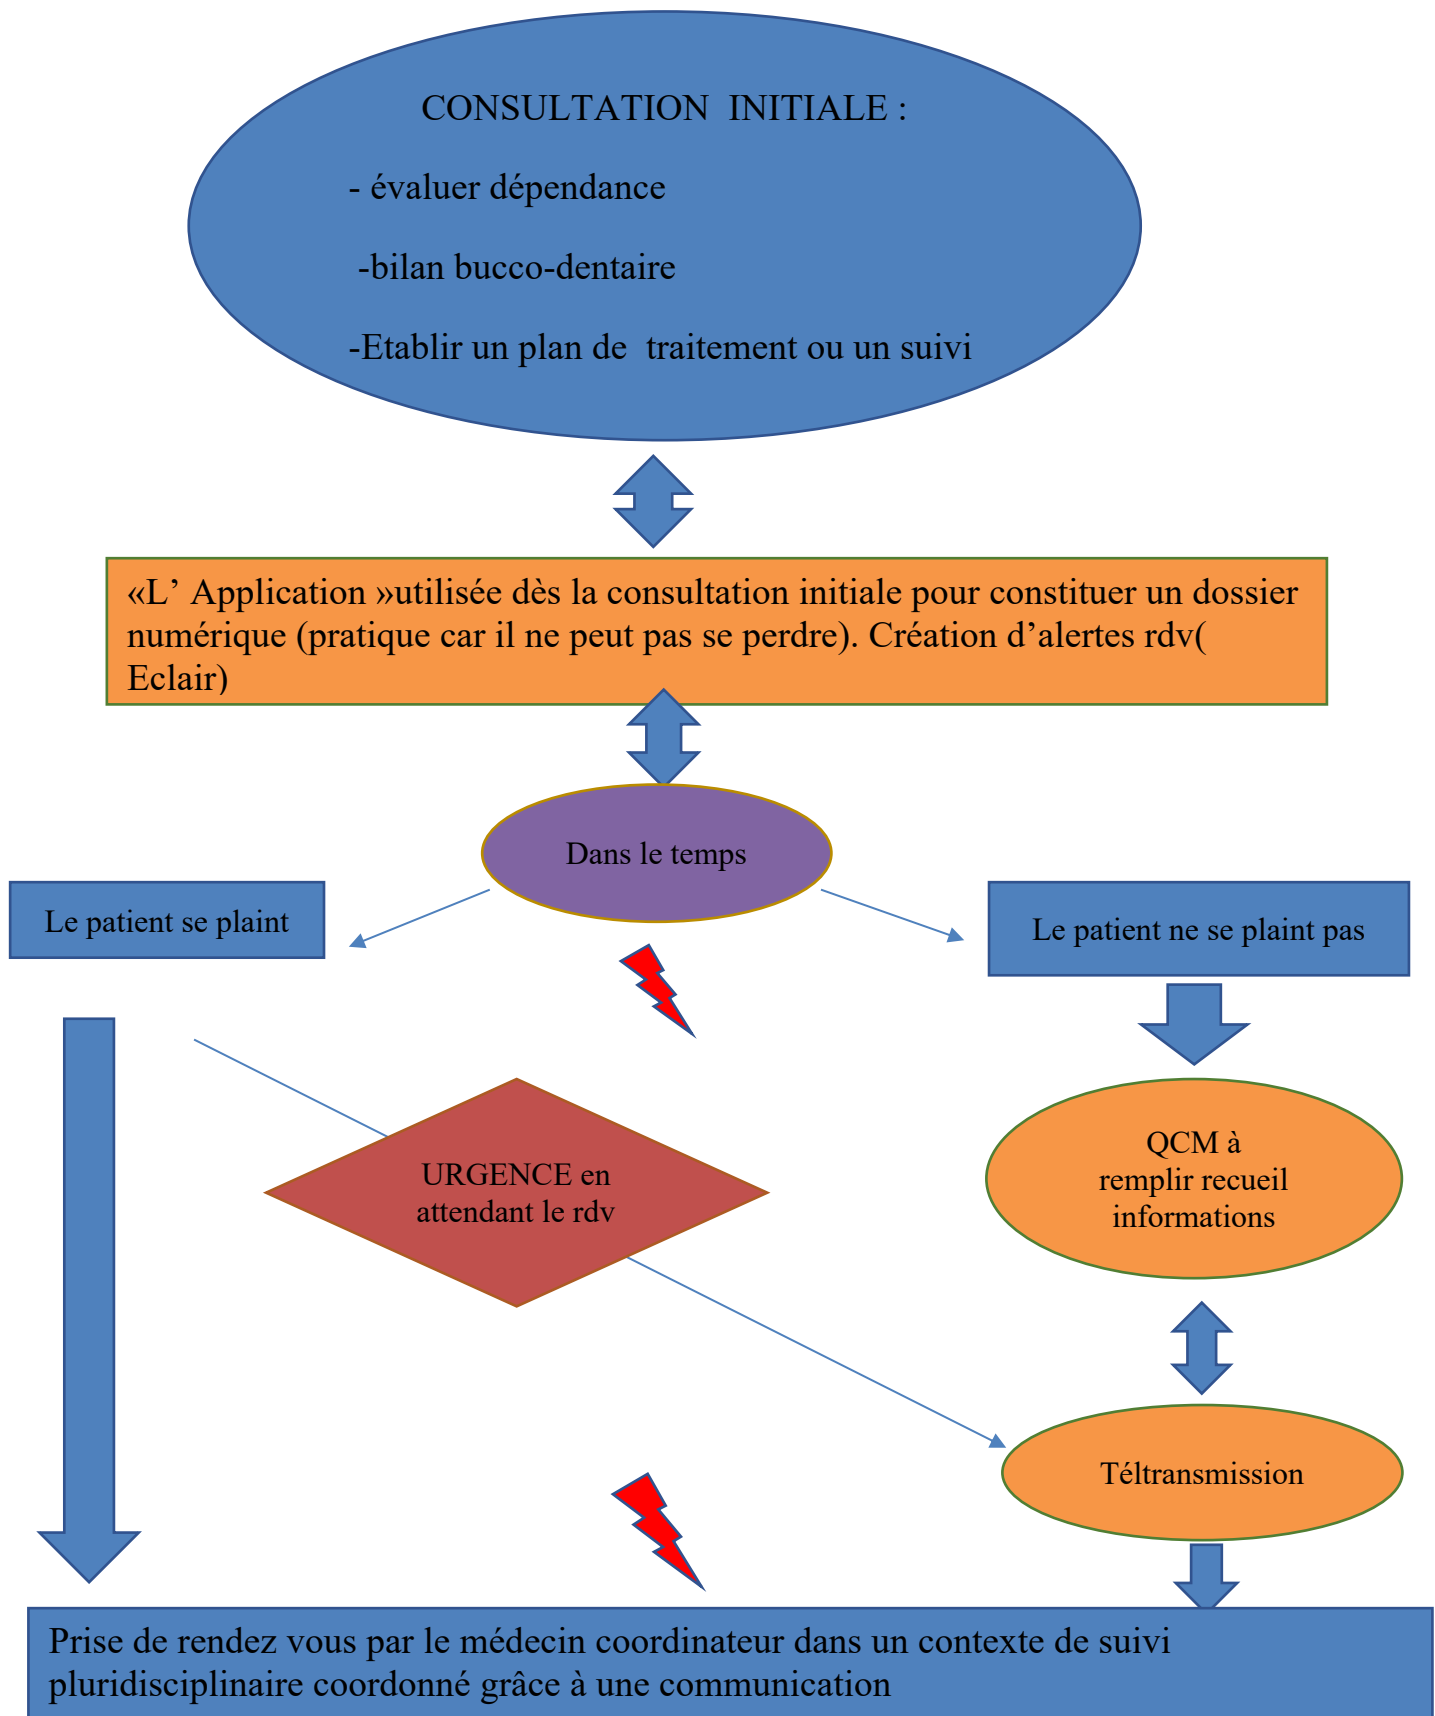 CONSULTATION  INITIALE :
- évaluer dépendance
-bilan bucco-dentaire
-Etablir un plan de  traitement ou un suivi
«L’ Application »utilisée dès la consultation initiale pour constituer un dossier
numérique (pratique car il ne peut pas se perdre). Création d’alertes rdv(
Eclair)
Dans le temps
Le patient se plaint
Le patient ne se plaint pas
URGENCE en
attendant le rdv
QCM à
remplir recueil
informations
Téltransmission
Prise de rendez vous par le médecin coordinateur dans un contexte de suivi
pluridisciplinaire coordonné grâce à une communication